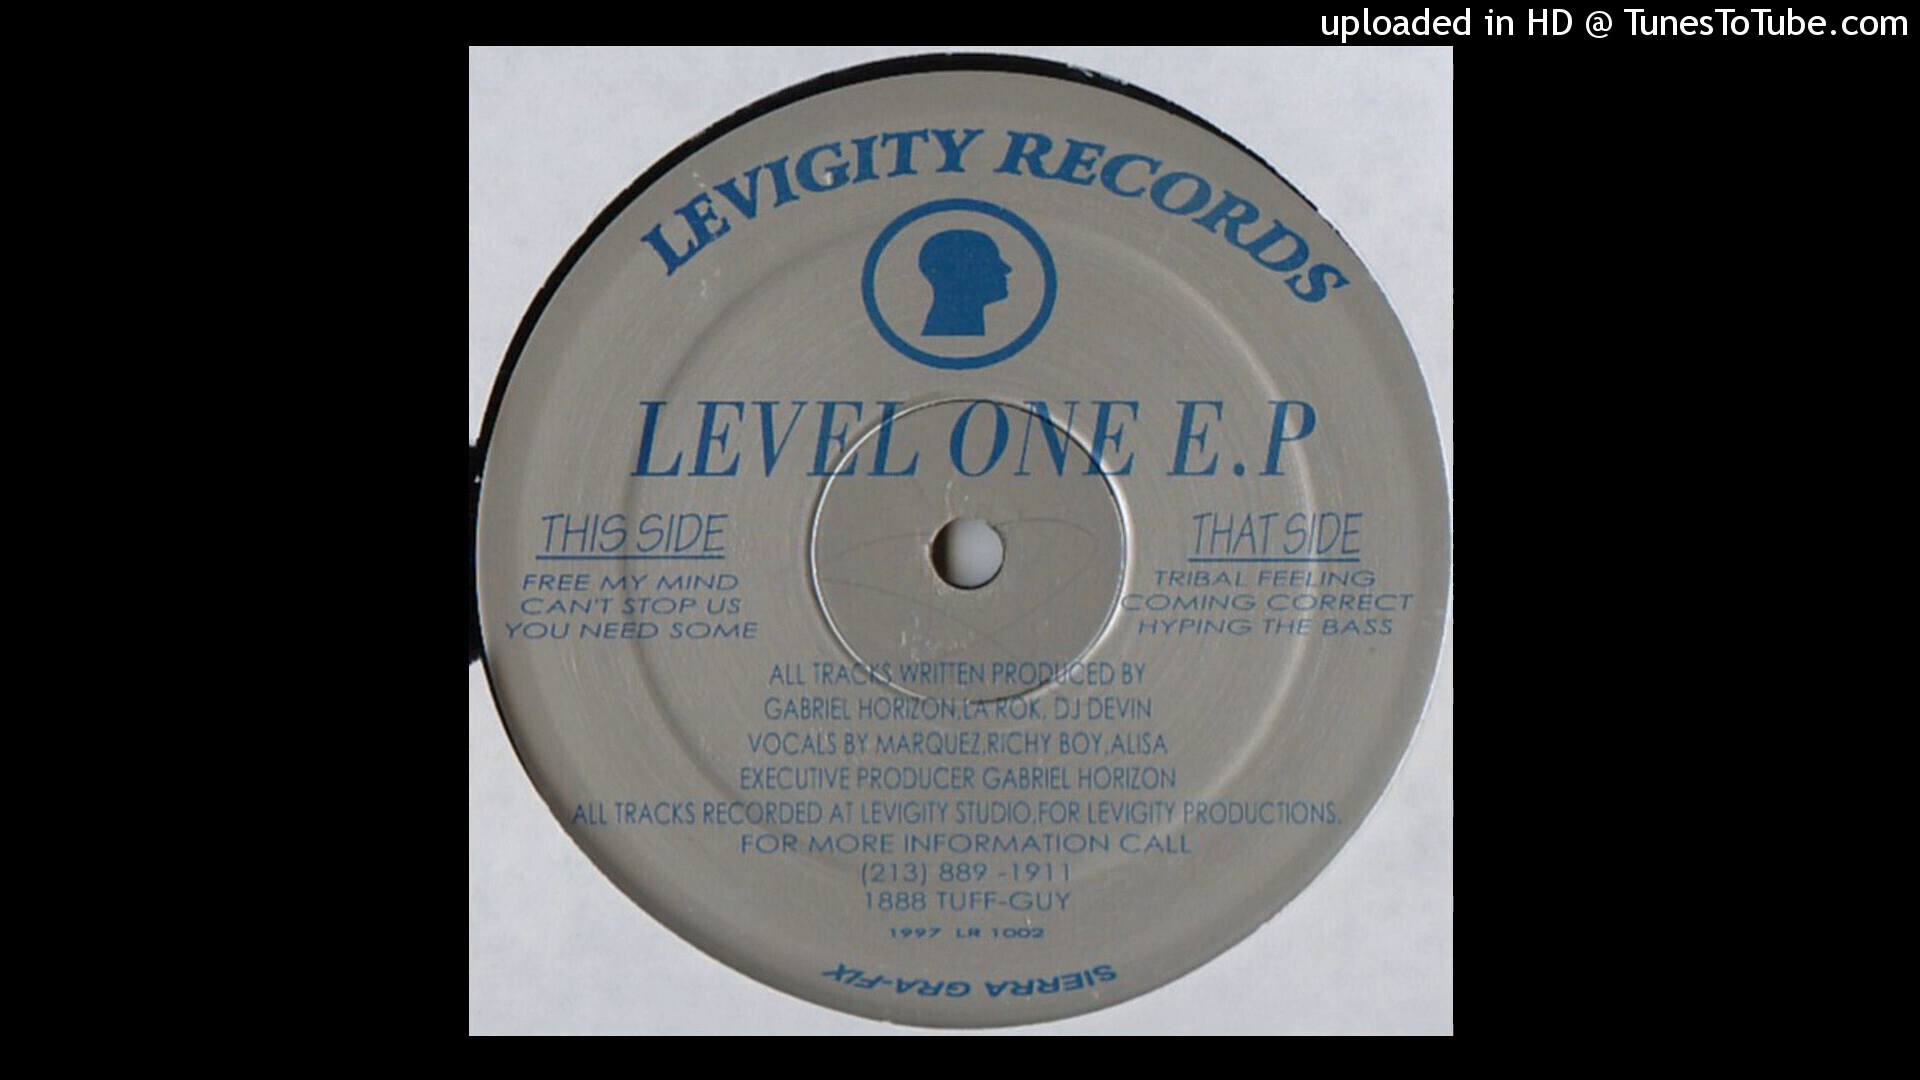 uploaded in HD @ TunesToTube.com
LEVIGITY RECORDS
LEVEL ONE E.P
THIS SIDE
FREE MY MIND
CAN'T STOP US
YOU NEED SOME
THAT SIDE
TRIBAL FEELING
COMING CORRECT
HYPING THE BASS
ALL TRACKS WRITTEN PRODUCED BY
GABRIEL HORIZON,LA ROK, DJ DEVIN
VOCALS BY MARQUEZ,RICHY BOY,ALISA
EXECUTIVE PRODUCER GABRIEL HORIZON
ALL TRACKS RECORDED AT LEVIGITY STUDIO,FOR LEVIGITY PRODUCTIONS.
FOR MORE INFORMATION CALL
(213) 889 -1911
1888 TUFF-GUY
1997 LR 1002
SIERRA GRA-FIX